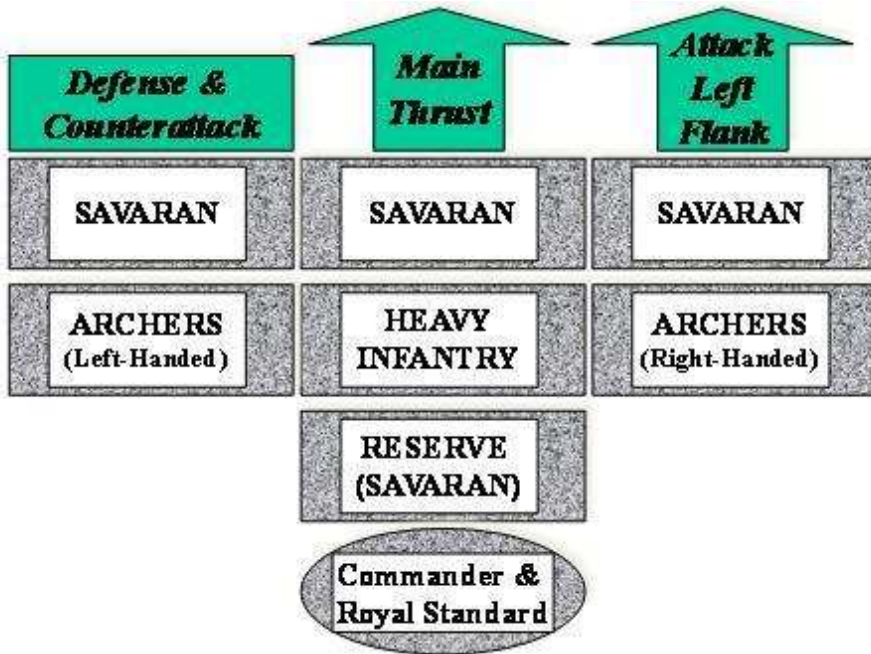 Defense &
Counterattack
Main
Thrust
Attack
Left
Flank
SAVARAN
SAVARAN
SAVARAN
ARCHERS
(Left-Handed)
HEAVY
INFANTRY
ARCHERS
(Right-Handed)
RESERVE
(SAVARAN)
Commander &
Royal Standard